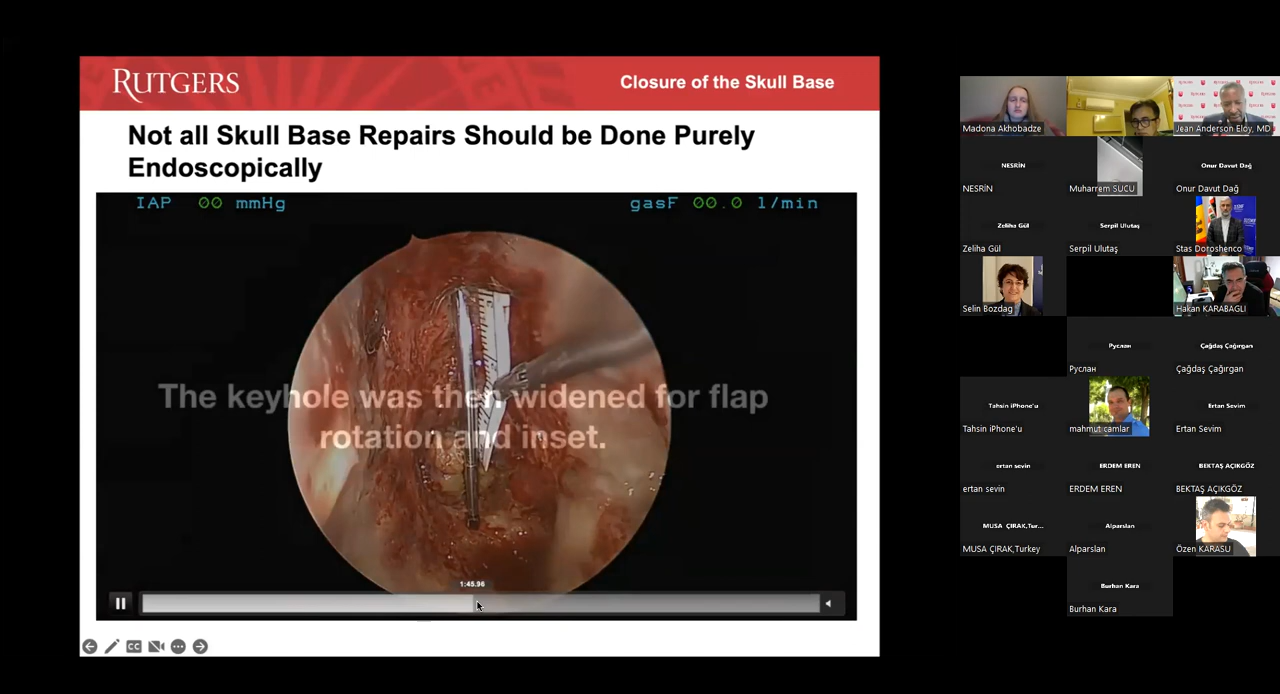 RUTGERS
Closure of the Skull Base
Not all Skull Base Repairs Should be Done Purely
Endoscopically
IAP 00 mmHg
gasF 00.0 l/min
The keyhole was then widened for flap
rotation and inset.
1:45.96
CC
Madona Akhobadze
Jean Anderson Eloy, MD
NESRİN
NESRİN
Muharrem SUCU
Onur Davut Dağ
Onur Davut Dağ
Zeliha Gül
Zeliha Gül
Serpil Ulutaş
Serpil Ulutaş
Stas Doroshenco
Selin Bozdag
Hakan KARABAGLI
Руслан
Руслан
Çağdaş Çağırgan
Çağdaş Çağırgan
Tahsin iPhone'u
Tahsin iPhone'u
mahmut camlar
Ertan Sevim
Ertan Sevim
ertan sevin
ertan sevin
ERDEM EREN
ERDEM EREN
BEKTAŞ AÇIKGÖZ
BEKTAŞ AÇIKGÖZ
MUSA ÇIRAK,Tur...
MUSA ÇIRAK,Turkey
Alparslan
Alparslan
Özen KARASU
Burhan Kara
Burhan Kara